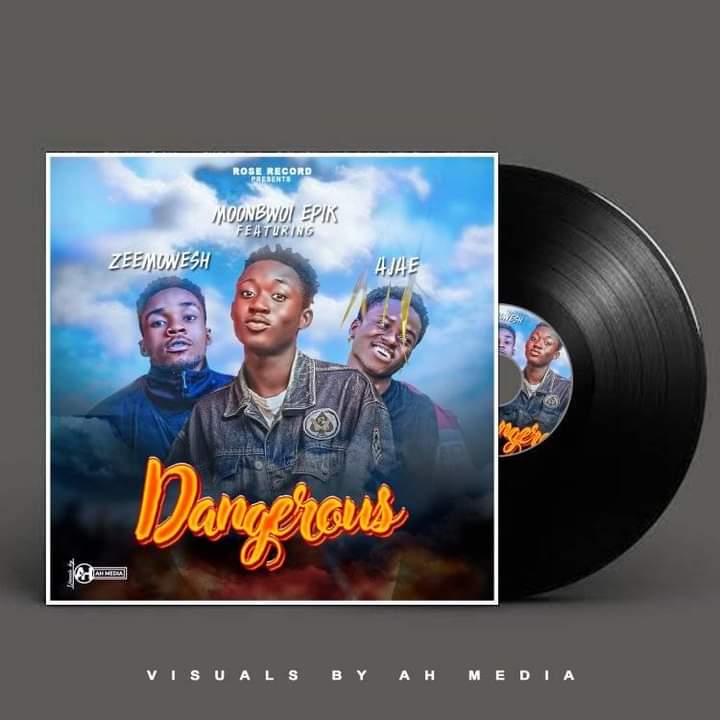 ROSE RECORD
PRESENTS
MOONBWOI EPIK
FEATURING
ZEEMOWESH
AJAE
Dangerous
AH MEDIA
VISUALS BY AH MEDIA